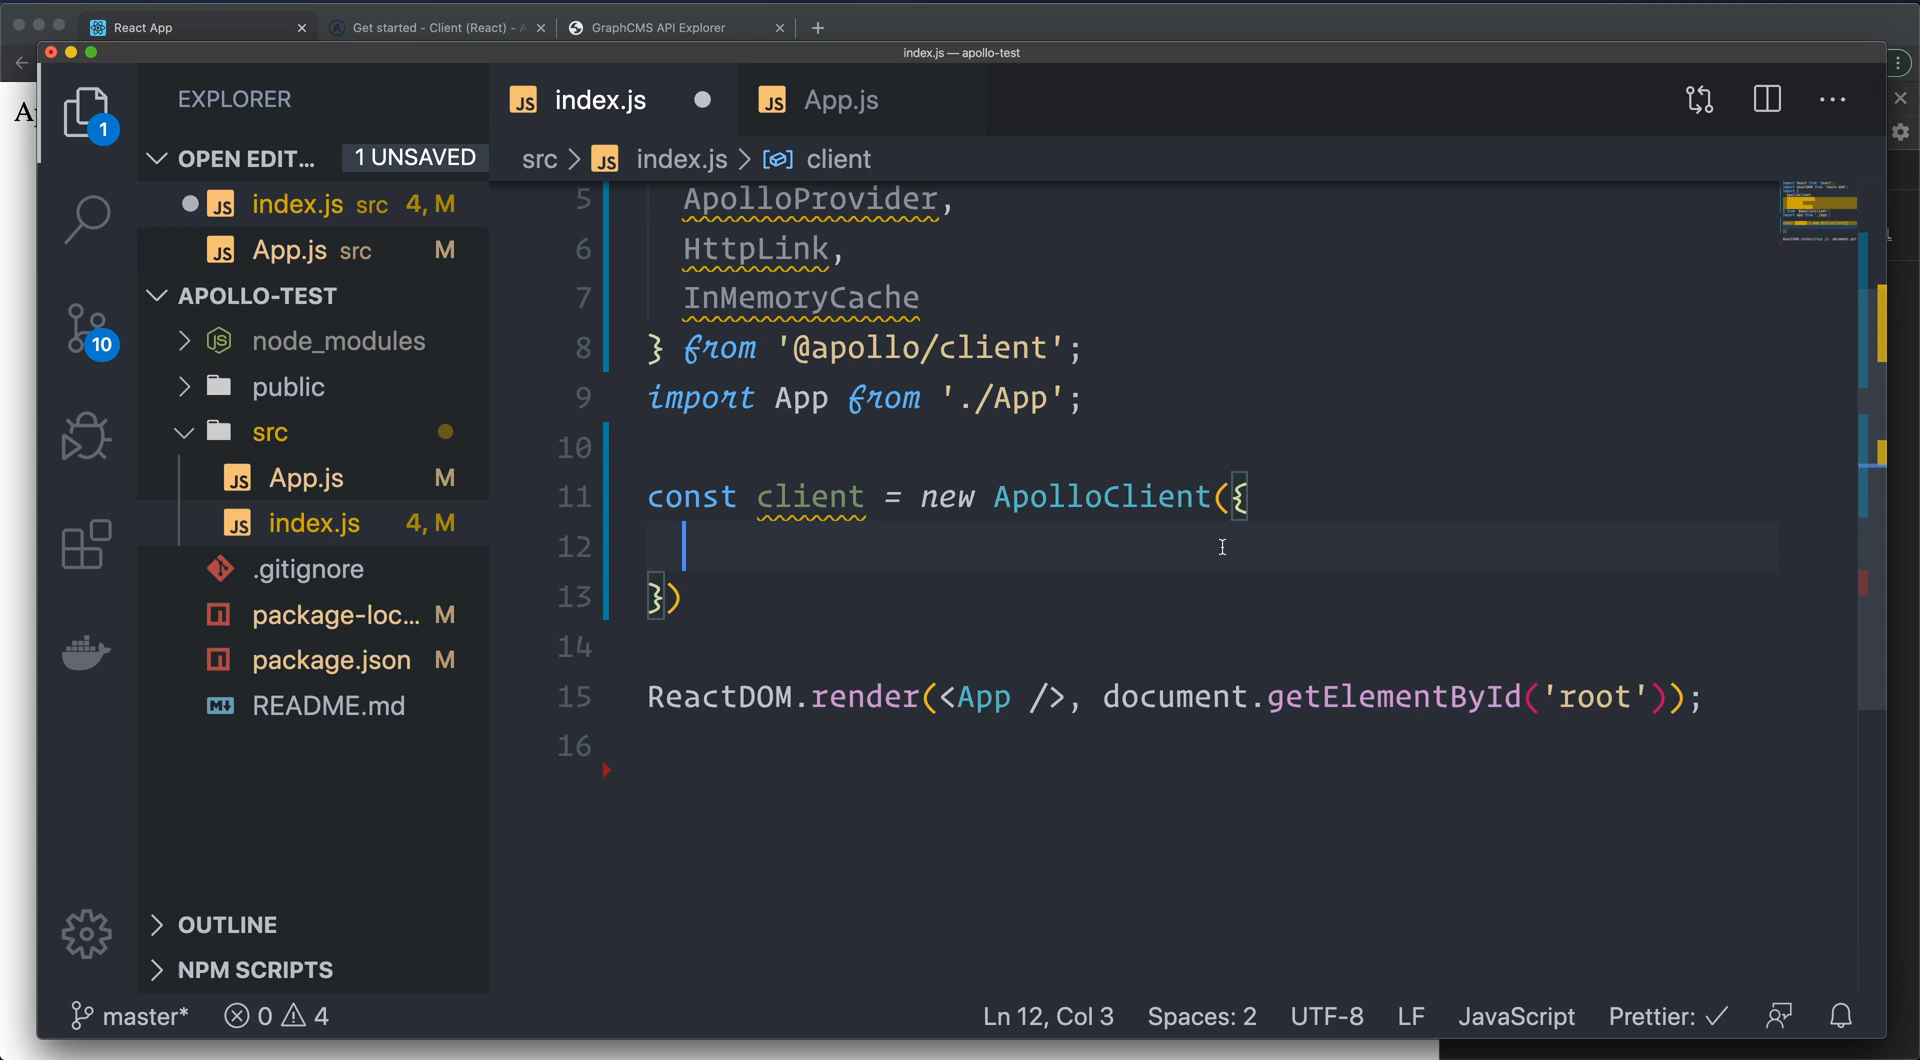 React App
Get started - Client (React) -
GraphCMS API Explorer
index.js — apollo-test
EXPLORER
index.js
App.js
1
OPEN EDIT...
1 UNSAVED
src
index.js
client
index.js src 4, M
App.js src M
APOLLO-TEST
node_modules
public
src
App.js M
index.js 4, M
.gitignore
package-loc... M
package.json M
README.md
10
OUTLINE
NPM SCRIPTS
5 ApolloProvider,
6 HttpLink,
7 InMemoryCache
8 } from '@apollo/client';
9 import App from './App';
10
11 const client = new ApolloClient({
12
13 })
14
15 ReactDOM.render(<App />, document.getElementById('root'));
16
master* 0 4
Ln 12, Col 3 Spaces: 2 UTF-8 LF JavaScript Prettier: ✓